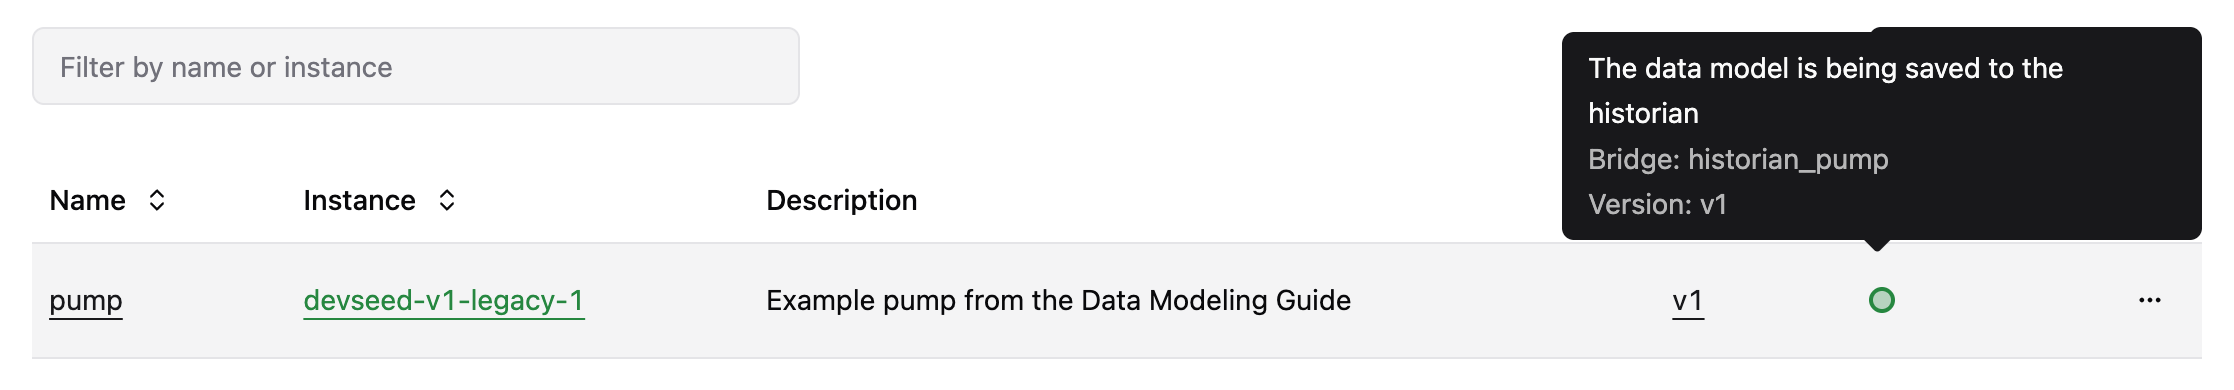 Filter by name or instance
The data model is being saved to the
historian
Bridge: historian_pump
Version: v1
Name
Instance
Description
pump
devseed-v1-legacy-1
Example pump from the Data Modeling Guide
v1